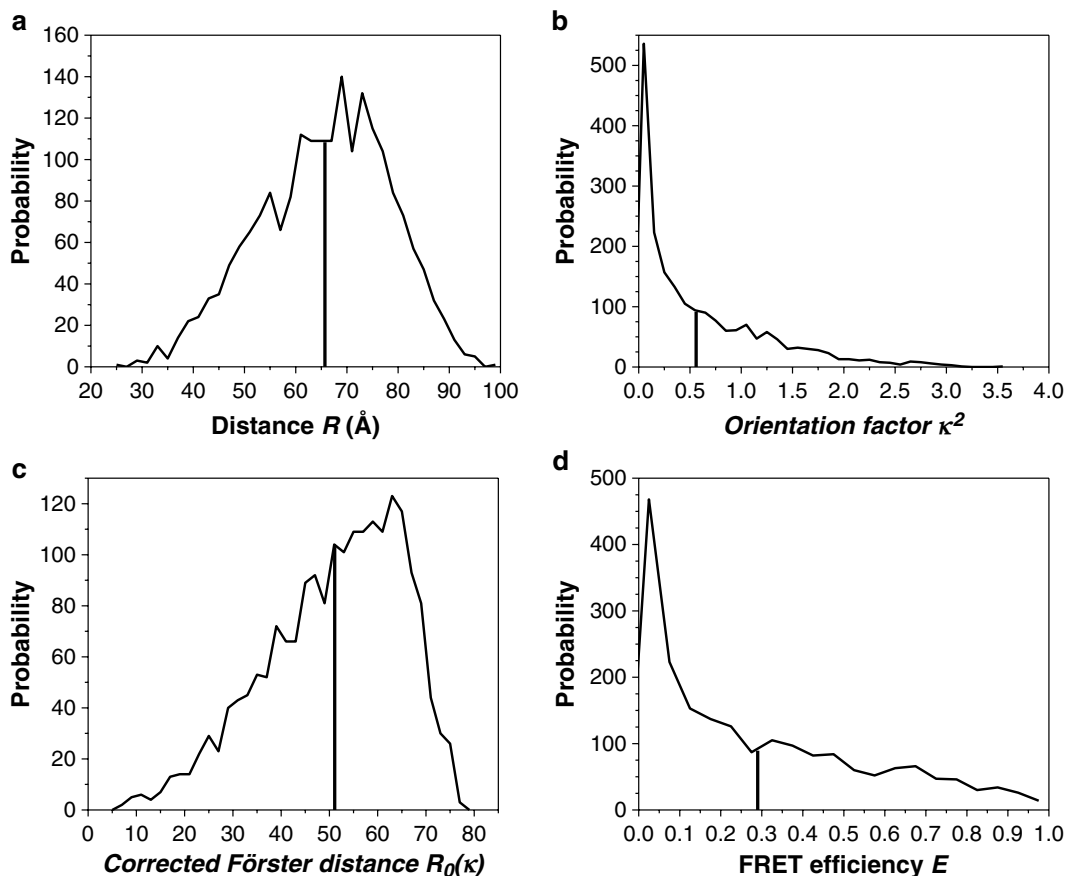 a
160
140
120
100
80
60
40
20
0
Probability
20 30 40 50 60 70 80 90 100
Distance R (Å)
b
500
400
300
200
100
0
Probability
0.0 0.5 1.0 1.5 2.0 2.5 3.0 3.5 4.0
Orientation factor κ²
c
120
100
80
60
40
20
0
Probability
0 10 20 30 40 50 60 70 80
Corrected Förster distance R₀(κ)
d
500
400
300
200
100
0
Probability
0.0 0.1 0.2 0.3 0.4 0.5 0.6 0.7 0.8 0.9 1.0
FRET efficiency E